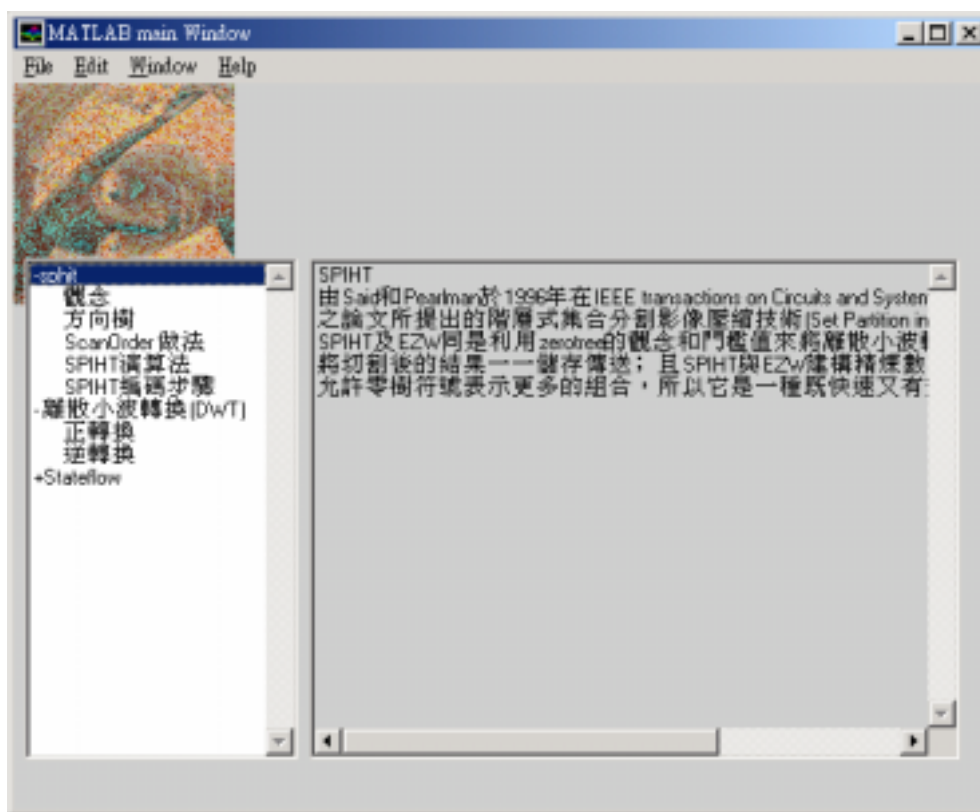 MATLAB main Window
File Edit Window Help
-sphit
觀念
方向樹
ScanOrder 做法
SPIHT演算法
SPIHT編碼步驟
-離散小波轉換(DWT)
正轉換
逆轉換
+Stateflow
SPIHT
由Said和Pearlman於1996年在IEEE transactions on Circuits and System
之論文所提出的階層式集合分割影像壓縮技術(Set Partition in
SPIHT及EZW同是利用zerotree的觀念和門檻值來將離散小波
將切割後的結果一一儲存傳送；且SPIHT與EZW建構精煉數
允許零樹符號表示更多的組合，所以它是一種既快速又有